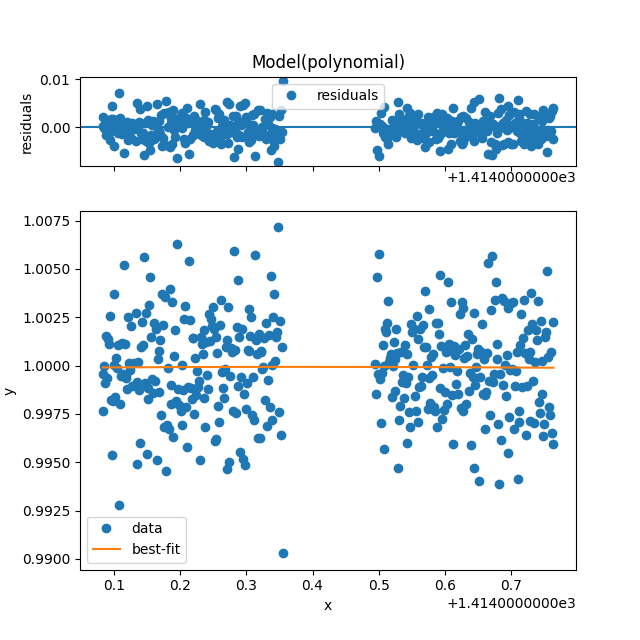 Model(polynomial)
0.01
0.00
residuals
residuals
+1.4140000000e3
1.0075
1.0050
1.0025
1.0000
0.9975
0.9950
0.9925
0.9900
y
data
best-fit
0.1 0.2 0.3 0.4 0.5 0.6 0.7
x
+1.4140000000e3